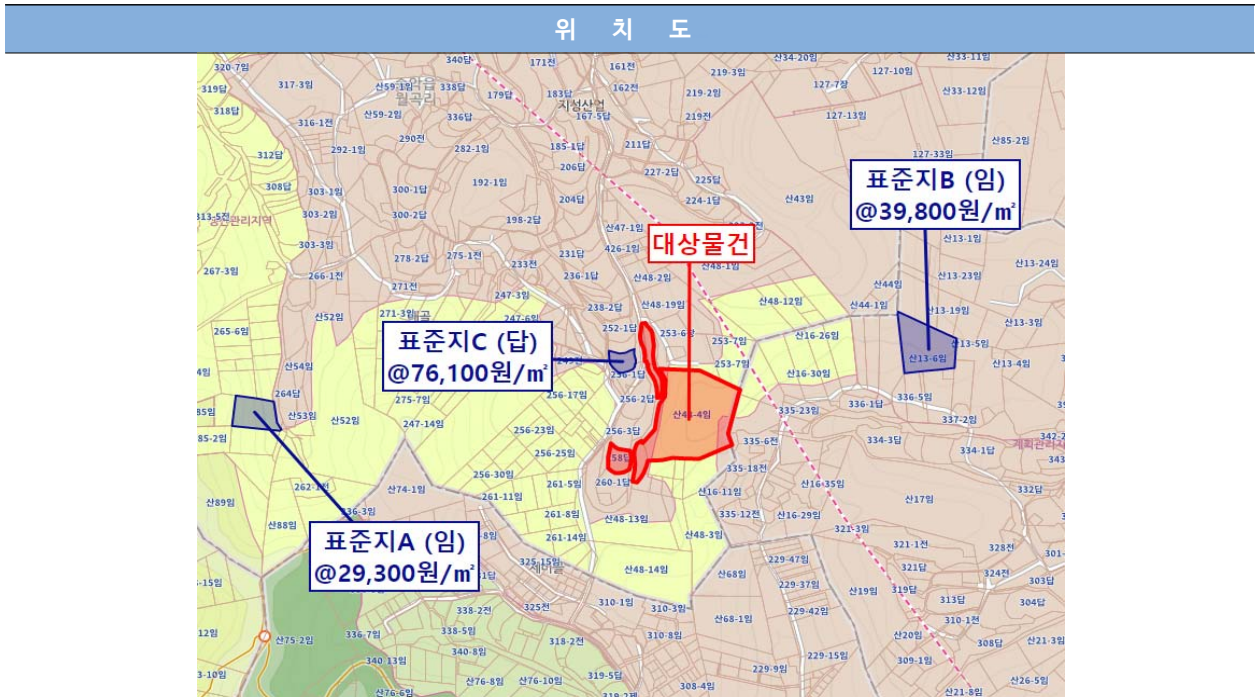 위 치 도
340답
171전
161전
산34-20임
산33-11임
320-7임
317-3임
산59-1임
338답
219-3임
127-7장
127-10임
319답
월곡리
179답
183답
162전
219-2임
산33-12임
318답
산59-2임
336답
지성산업
167-5답
219전
127-13임
316-1전
290전
282-1임
185-1답
211답
산85-2임
312답
292-1임
206답
127-33임
308답
303-1임
300-1답
192-1임
227-2답
225답
표준지B (임)
@39,800원/㎡
303-2임
300-2답
198-2답
204답
224-1답
산43임
산47-1임
대상물건
303-3임
426-1임
산13-1임
267-3임
266-1전
278-2답
275-1전
233전
231답
236-1답
산48-2임
산48-1임
산44임
산13-23임
산13-24임
271전
247-3임
238-2답
산48-19임
산48-12임
산44-1임
산13-19임
산52임
271-3임
247-6임
252-1답
산13-3임
265-6임
표준지C (답)
@76,100원/㎡
253-7임
산16-26임
산13-5임
산54임
253-7임
산16-30임
산13-6임
산13-4임
264답
275-7임
256-17임
256-2답
336-5임
산53임
산52임
247-14임
335-23임
336-1답
337-2임
85-2임
256-23임
256-3답
335-6전
334-3답
334-1답
256-25임
58답
335-18전
산89임
산74-1임
256-30임
261-5임
260-1답
산16-11임
산16-35임
산17임
332답
261-11임
산88임
261-8임
산48-13임
335-12전
산16-29임
321-3임
표준지A (임)
@29,300원/㎡
261-14임
산48-3임
321-1전
328전
산48-14임
산68임
229-47임
321답
324전
303답
229-37임
산19임
319답
338-2전
325전
310-1임
310-3임
산68-1임
229-42임
313답
304답
310-1전
산75-2임
336-7임
338-5임
318-2전
310-8임
산20임
308답
산21-3임
340-8임
229-15임
309-1임
3-10임
340-13임
산76-8임
산76-10임
319-5답
229-9임
산26-5임
산76-6임
308-4임
산21-8임